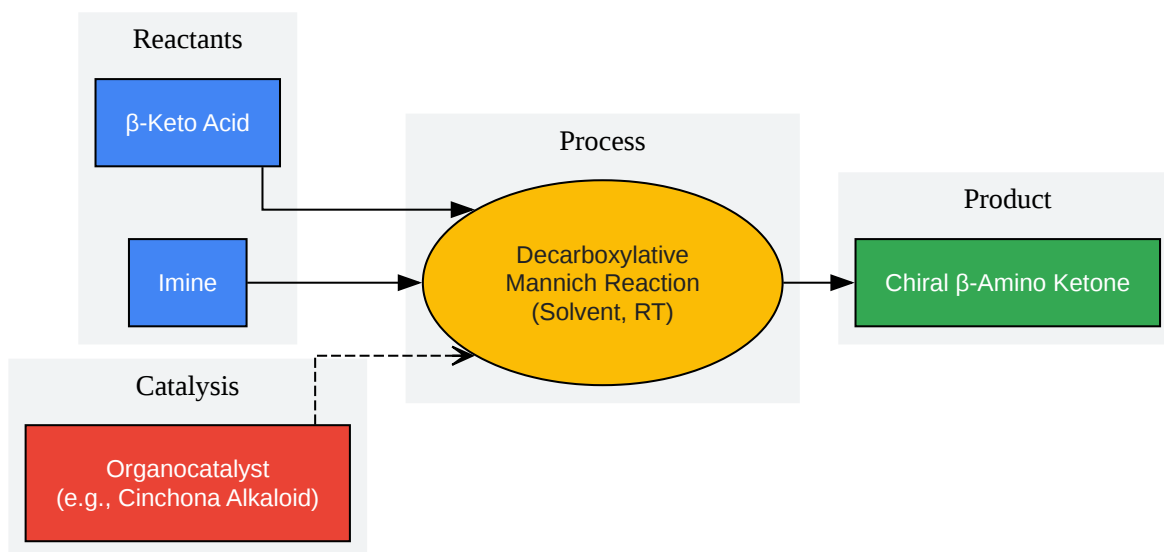 Reactants
β-Keto Acid
Imine
Catalysis
Organocatalyst
(e.g., Cinchona Alkaloid)
Process
Decarboxylative
Mannich Reaction
(Solvent, RT)
Product
Chiral β-Amino Ketone